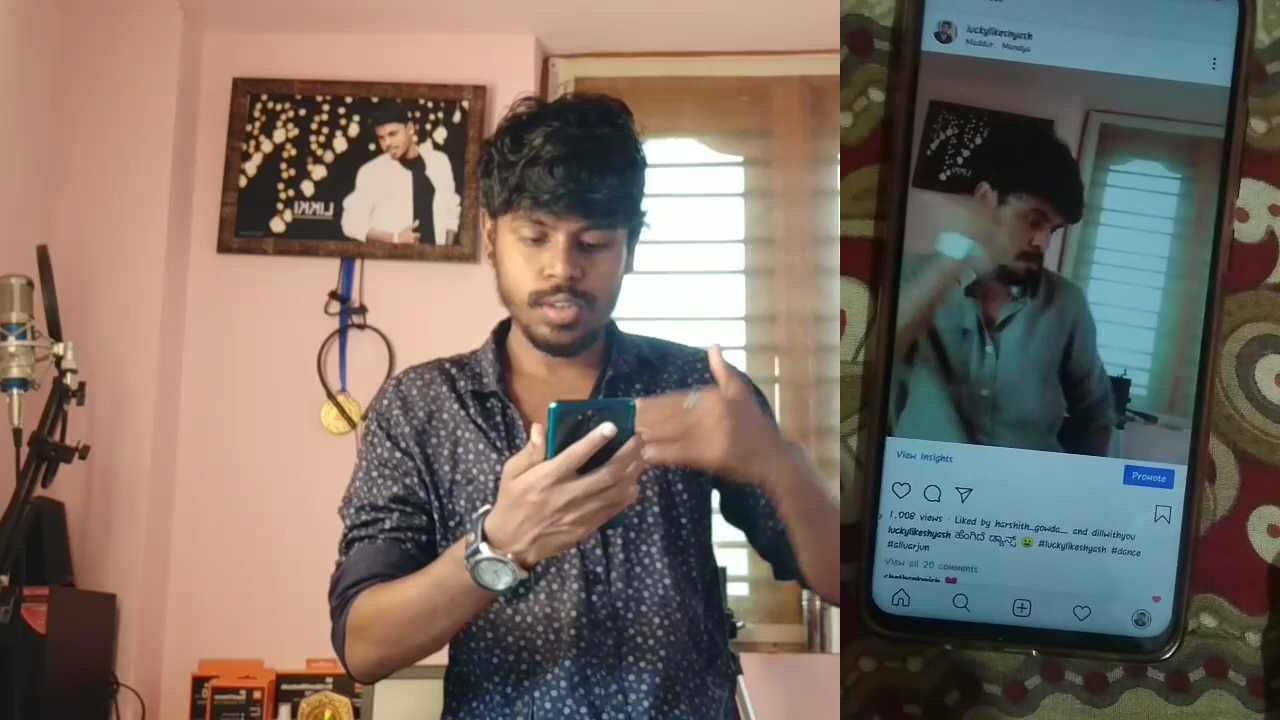 LIKKI
luckylikeshyash
Maddur, Mandya
LIKKI
View Insights
Promote
1,008 views · Liked by harshith_gowda__ and dillwithyou
luckylikeshyash ಹೆಂಗಿದೆ ಡ್ಯಾನ್ಸ್ 😉 #luckylikeshyash #dance
#alluarjun
View all 20 comments